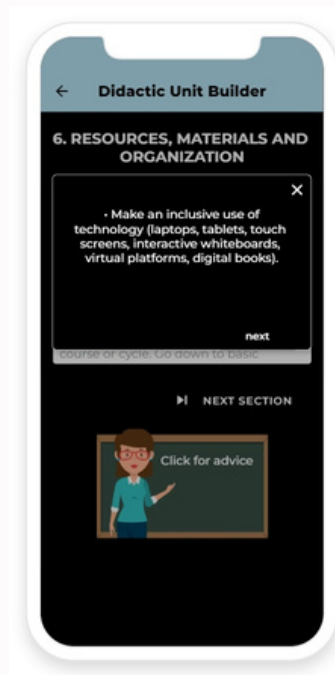 Didactic Unit Builder
6. RESOURCES, MATERIALS AND
ORGANIZATION
• Make an inclusive use of
technology (laptops, tablets, touch
screens, interactive whiteboards,
virtual platforms, digital books).
next
course or cycle. Go down to basic
NEXT SECTION
Click for advice